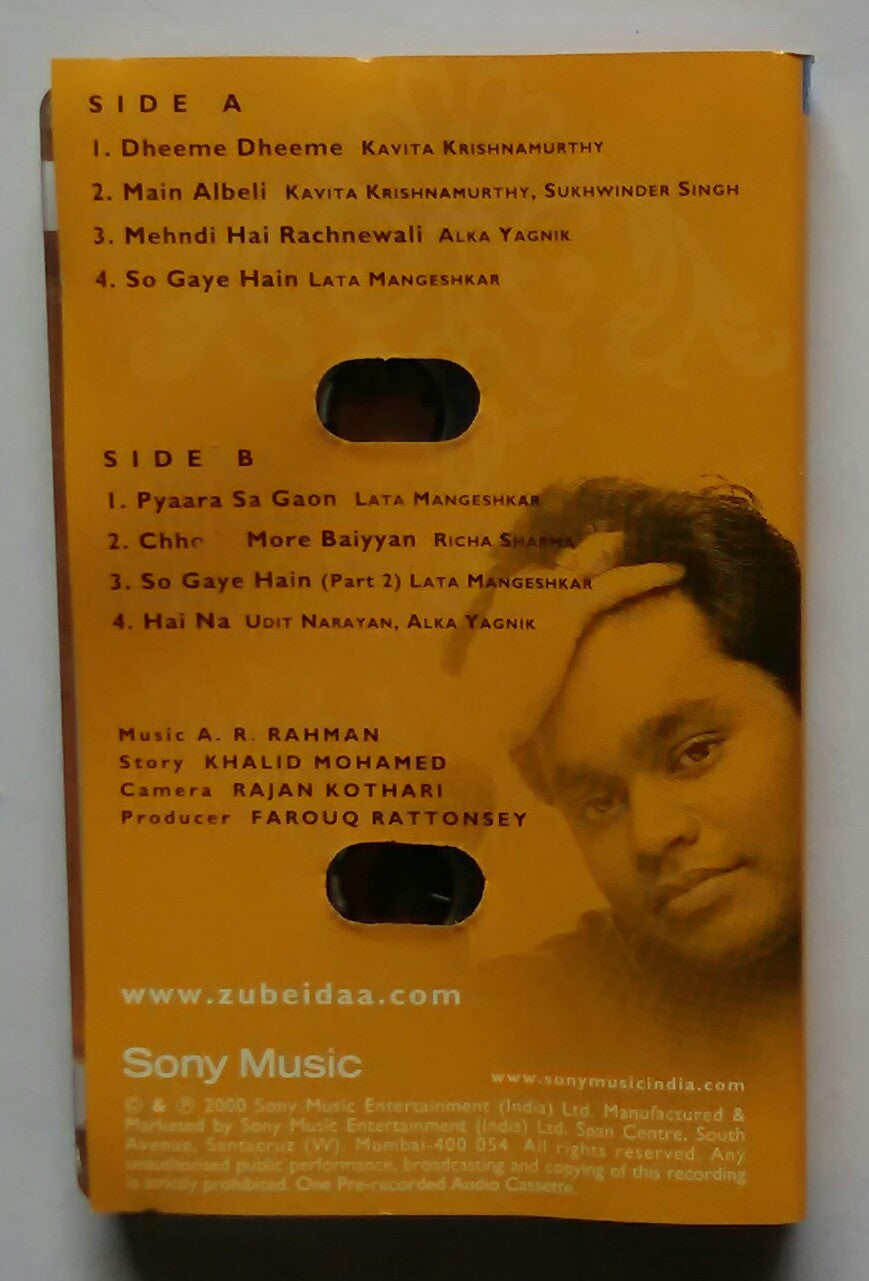 SIDE A
1. Dheeme Dheeme KAVITA KRISHNAMURTHY
2. Main Albeli KAVITA KRISHNAMURTHY, SUKHWINDER SINGH
3. Mehndi Hai Rachnewali ALKA YAGNIK
4. So Gaye Hain LATA MANGESHKAR
SIDE B
1. Pyaara Sa Gaon LATA MANGESHKAR
2. More Baiyyan RICHA SHARMA
3. So Gaye Hain (Part 2) LATA MANGESHKAR
4. Hai Na UDIT NARAYAN, ALKA YAGNIK
Music A. R. RAHMAN
Story KHALID MOHAMED
Camera RAJAN KOTHARI
Producer FAROUQ RATTONSEY
www.zubeidaa.com
Sony Music
www.sonymusicindia.com
© & ℗ 2000 Sony Music Entertainment (India) Ltd. Manufactured &
Marketed by Sony Music Entertainment (India) Ltd. Span Centre, South
Avenue, Santacruz (W), Mumbai-400 054 All rights reserved. Any
unauthorised public performance, broadcasting and copying of this recording
is strictly prohibited. One Pre-recorded Audio Cassette.